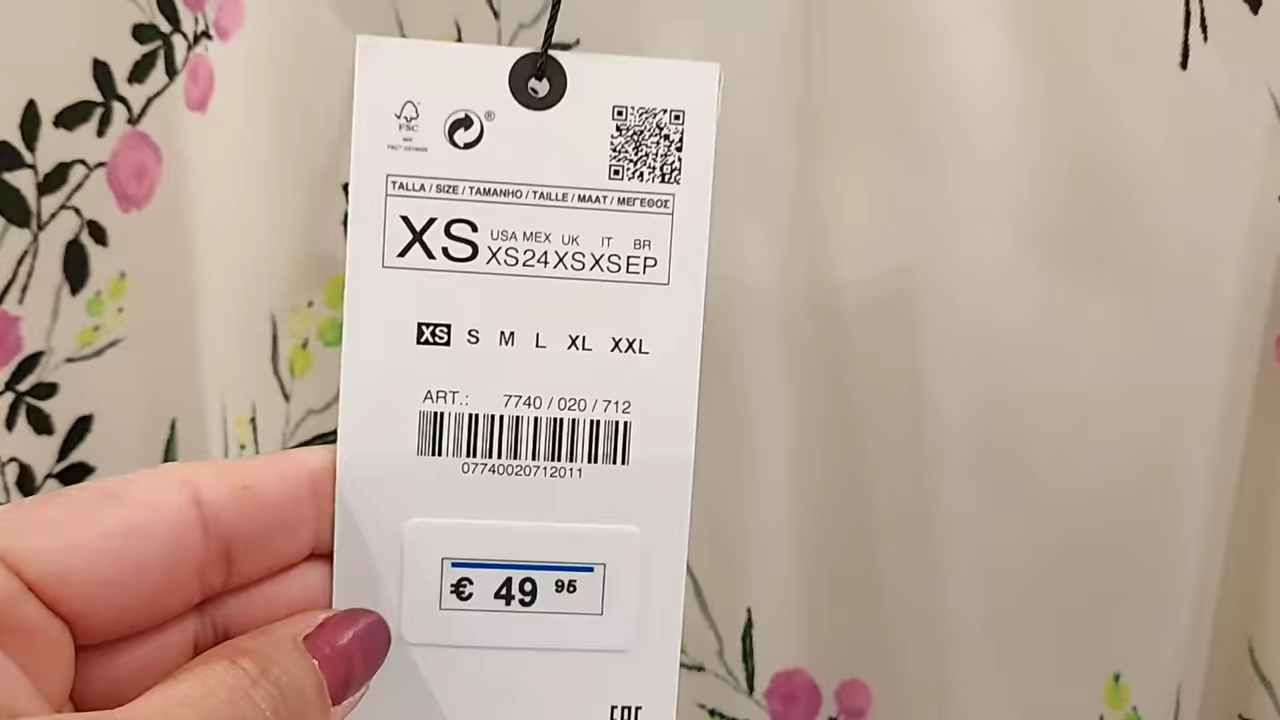 FSC
®
TALLA / SIZE / TAMANHO / TAILLE / MAAT / ΜΕΓΕΘΟΣ
XS
USA MEX UK IT BR
XS 24 XS XS EP
XS S M L XL XXL
ART.: 7740 / 020 / 712
07740020712011
€ 49 95